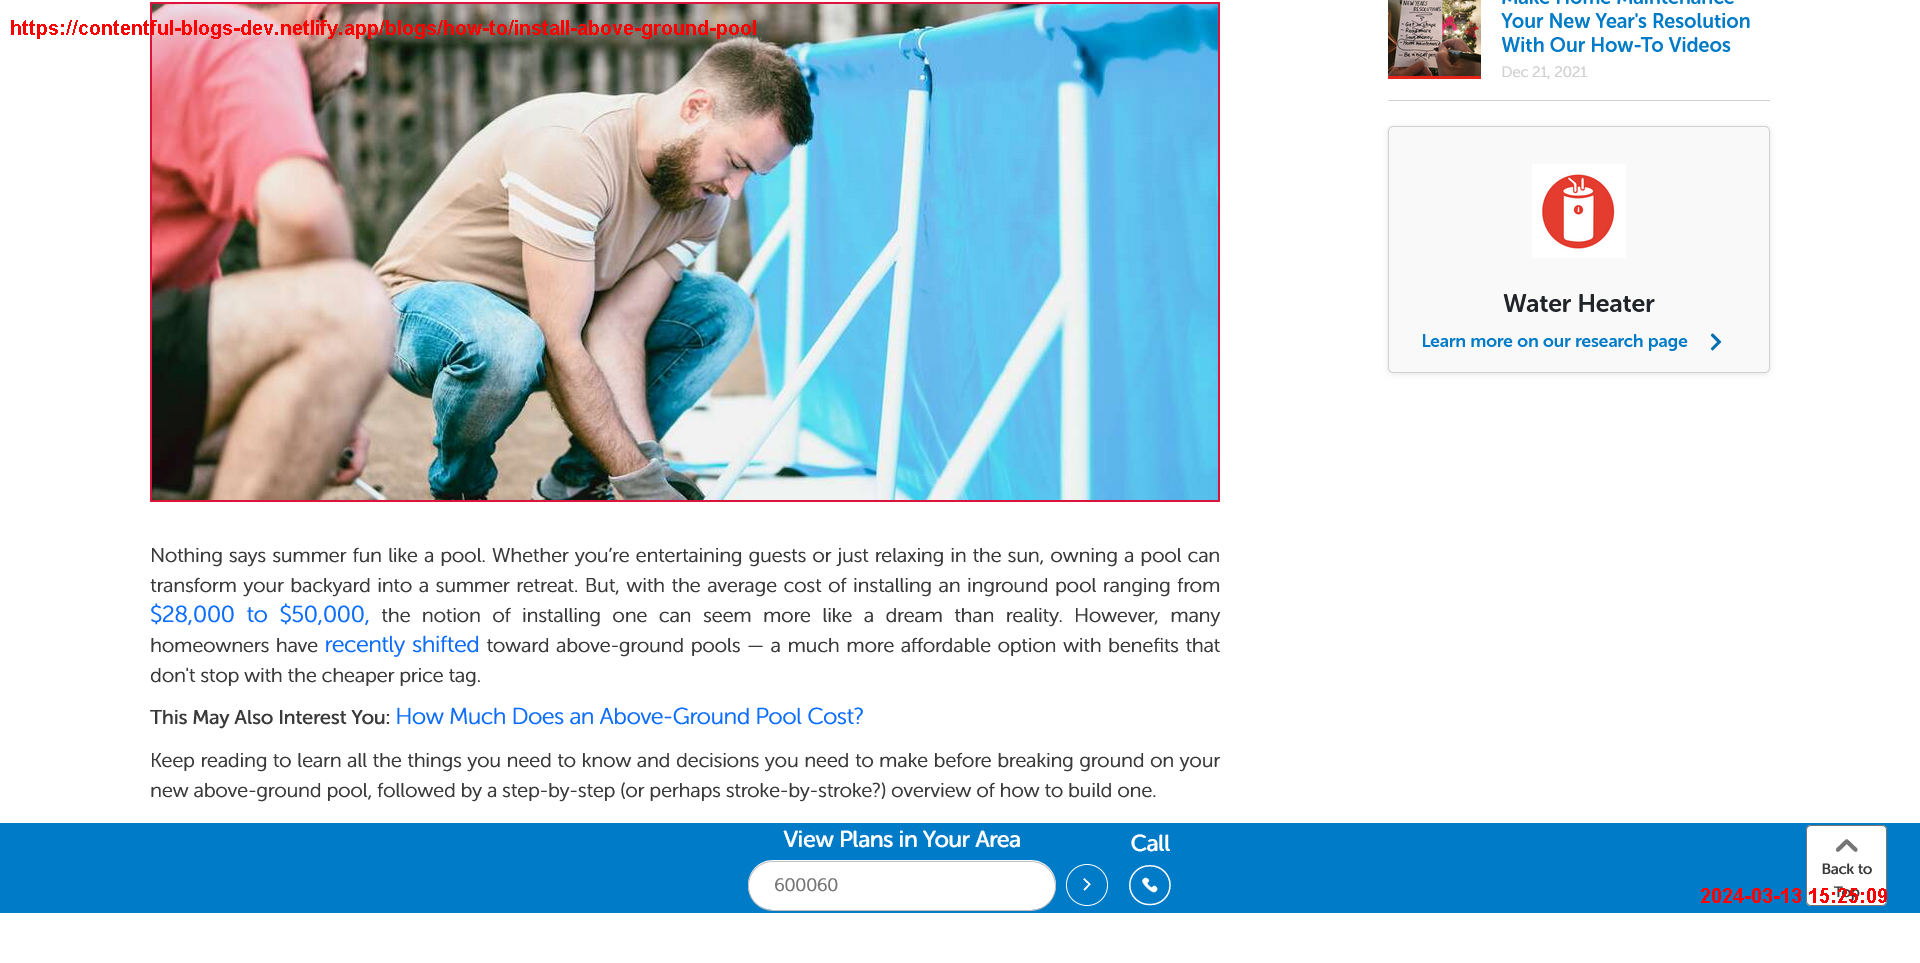 https://contentful-blogs-dev.netlify.app/blogs/how-to/install-above-ground-pool
Nothing says summer fun like a pool. Whether you’re entertaining guests or just relaxing in the sun, owning a pool can
transform your backyard into a summer retreat. But, with the average cost of installing an inground pool ranging from
$28,000 to $50,000, the notion of installing one can seem more like a dream than reality. However, many
homeowners have recently shifted toward above-ground pools — a much more affordable option with benefits that
don't stop with the cheaper price tag.
This May Also Interest You: How Much Does an Above-Ground Pool Cost?
Keep reading to learn all the things you need to know and decisions you need to make before breaking ground on your
new above-ground pool, followed by a step-by-step (or perhaps stroke-by-stroke?) overview of how to build one.
Make Home Maintenance
Your New Year's Resolution
With Our How-To Videos
Dec 21, 2021
Water Heater
Learn more on our research page
View Plans in Your Area
600060
Call
Back to
Top
2024-03-13 15:25:09